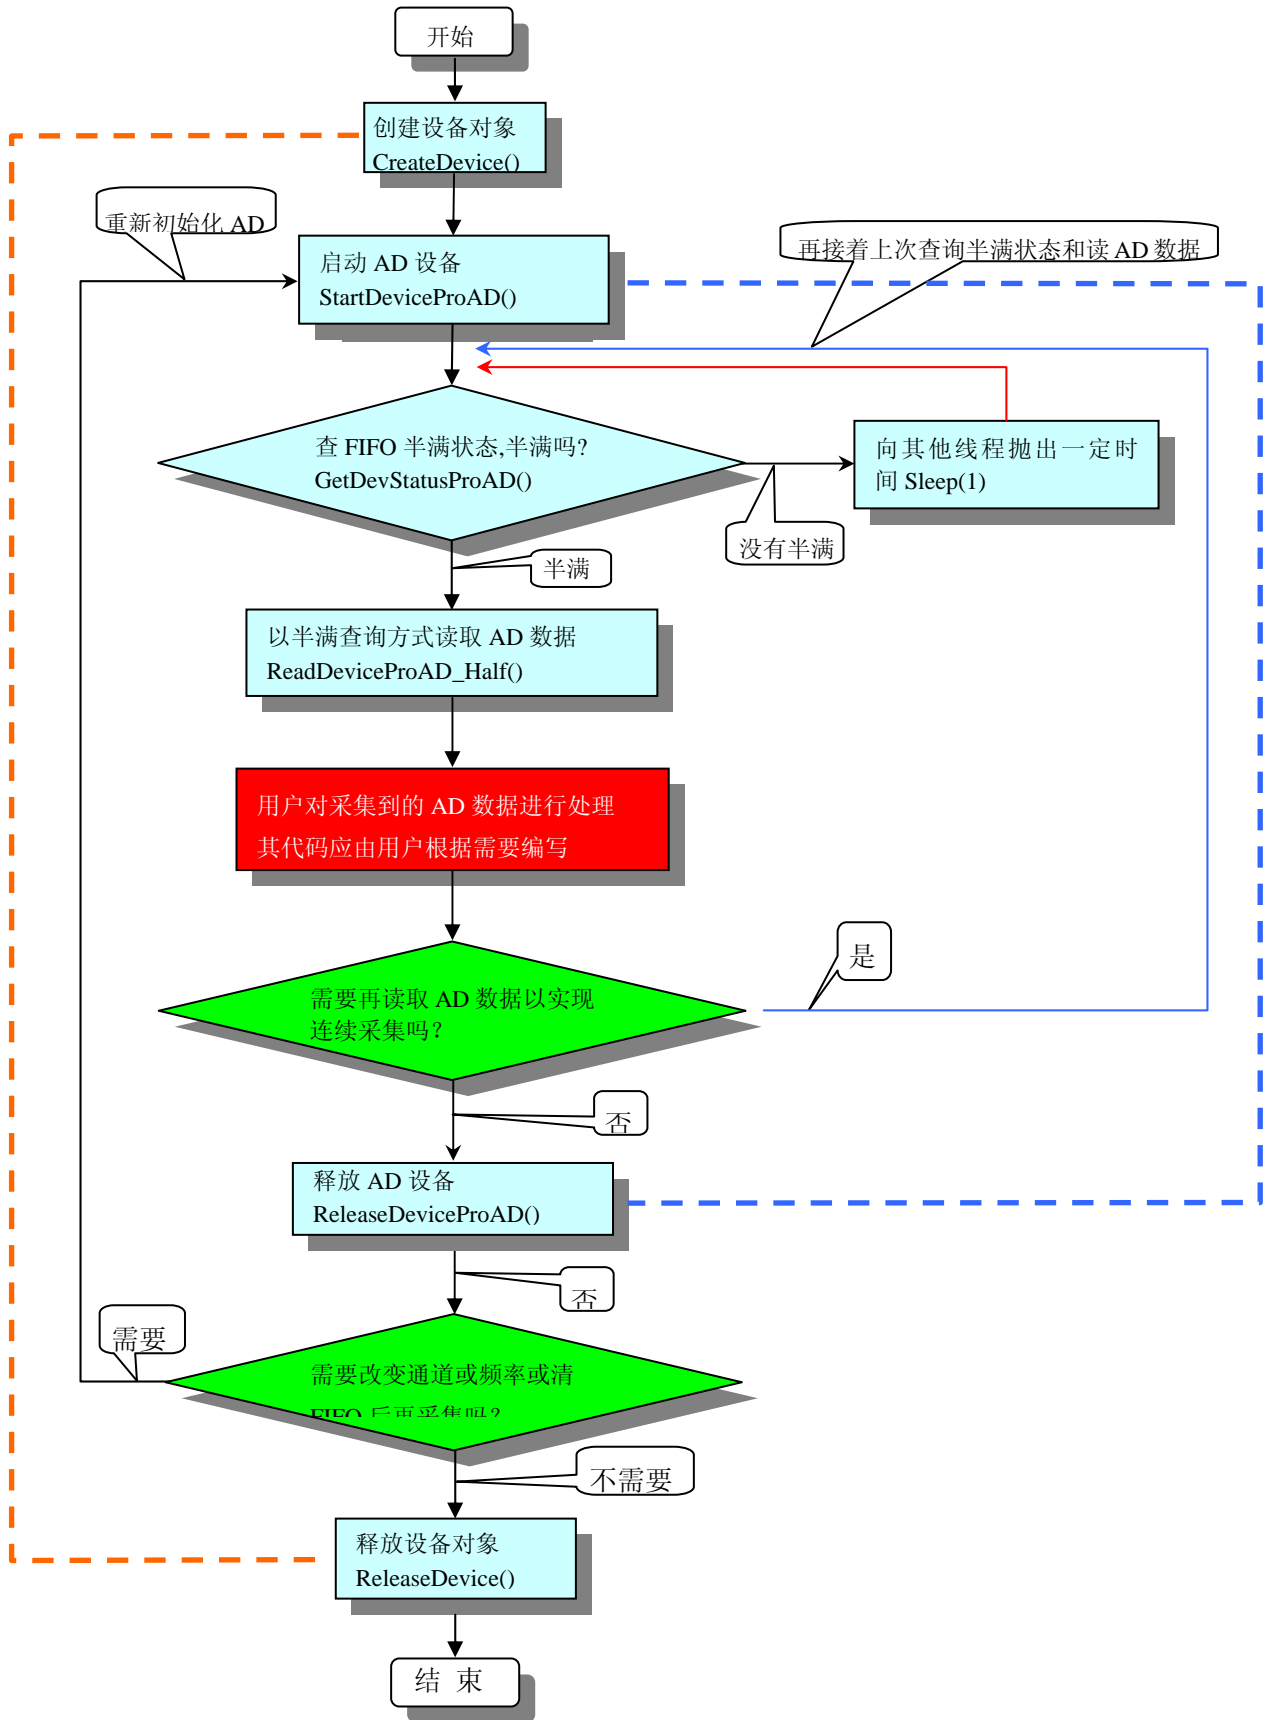 开始
创建设备对象
CreateDevice()
重新初始化 AD
启动 AD 设备
StartDeviceProAD()
再接着上次查询半满状态和读 AD 数据
查 FIFO 半满状态,半满吗?
GetDevStatusProAD()
向其他线程抛出一定时
间 Sleep(1)
没有半满
半满
以半满查询方式读取 AD 数据
ReadDeviceProAD_Half()
用户对采集到的 AD 数据进行处理
其代码应由用户根据需要编写
是
需要再读取 AD 数据以实现
连续采集吗？
否
释放 AD 设备
ReleaseDeviceProAD()
否
需要
需要改变通道或频率或清
FIFO 后再采集吗？
不需要
释放设备对象
ReleaseDevice()
结 束